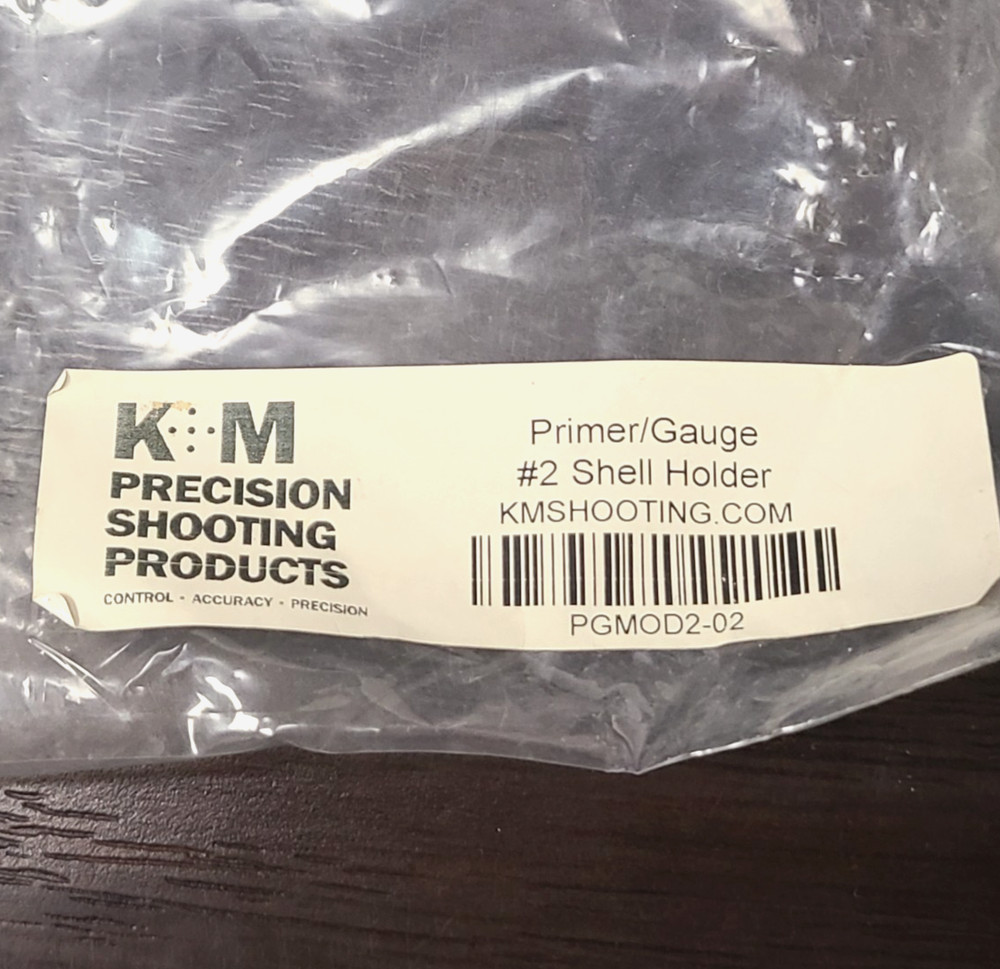 K M
PRECISION
SHOOTING
PRODUCTS
CONTROL - ACCURACY - PRECISION
Primer/Gauge
#2 Shell Holder
KMSHOOTING.COM
PGMOD2-02